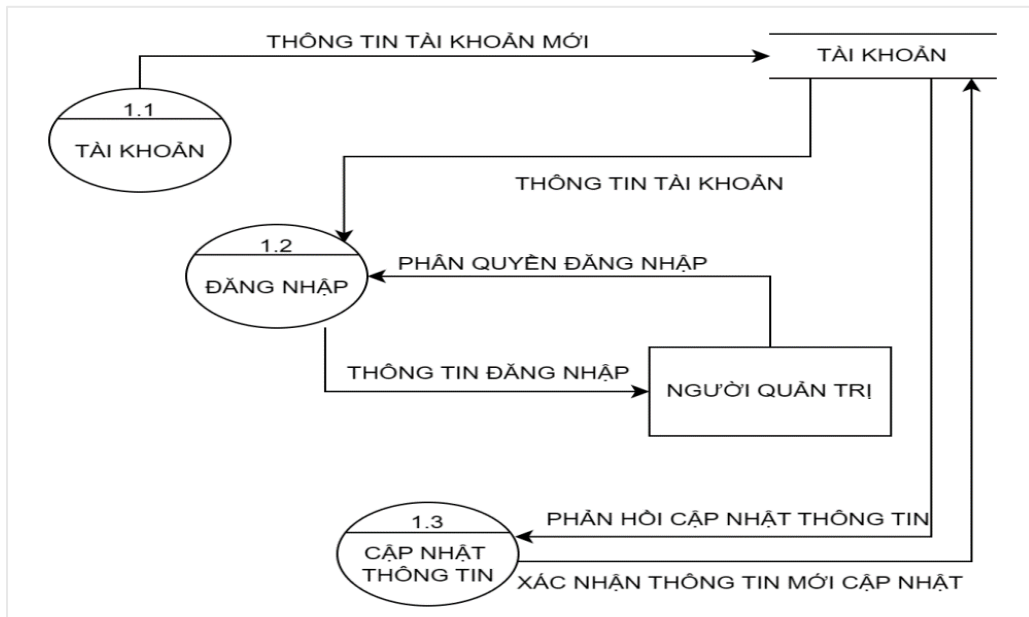 THÔNG TIN TÀI KHOẢN MỚI
TÀI KHOẢN
1.1
TÀI KHOẢN
THÔNG TIN TÀI KHOẢN
1.2
ĐĂNG NHẬP
PHÂN QUYỀN ĐĂNG NHẬP
THÔNG TIN ĐĂNG NHẬP
NGƯỜI QUẢN TRỊ
1.3
CẬP NHẬT
THÔNG TIN
PHẢN HỒI CẬP NHẬT THÔNG TIN
XÁC NHẬN THÔNG TIN MỚI CẬP NHẬT